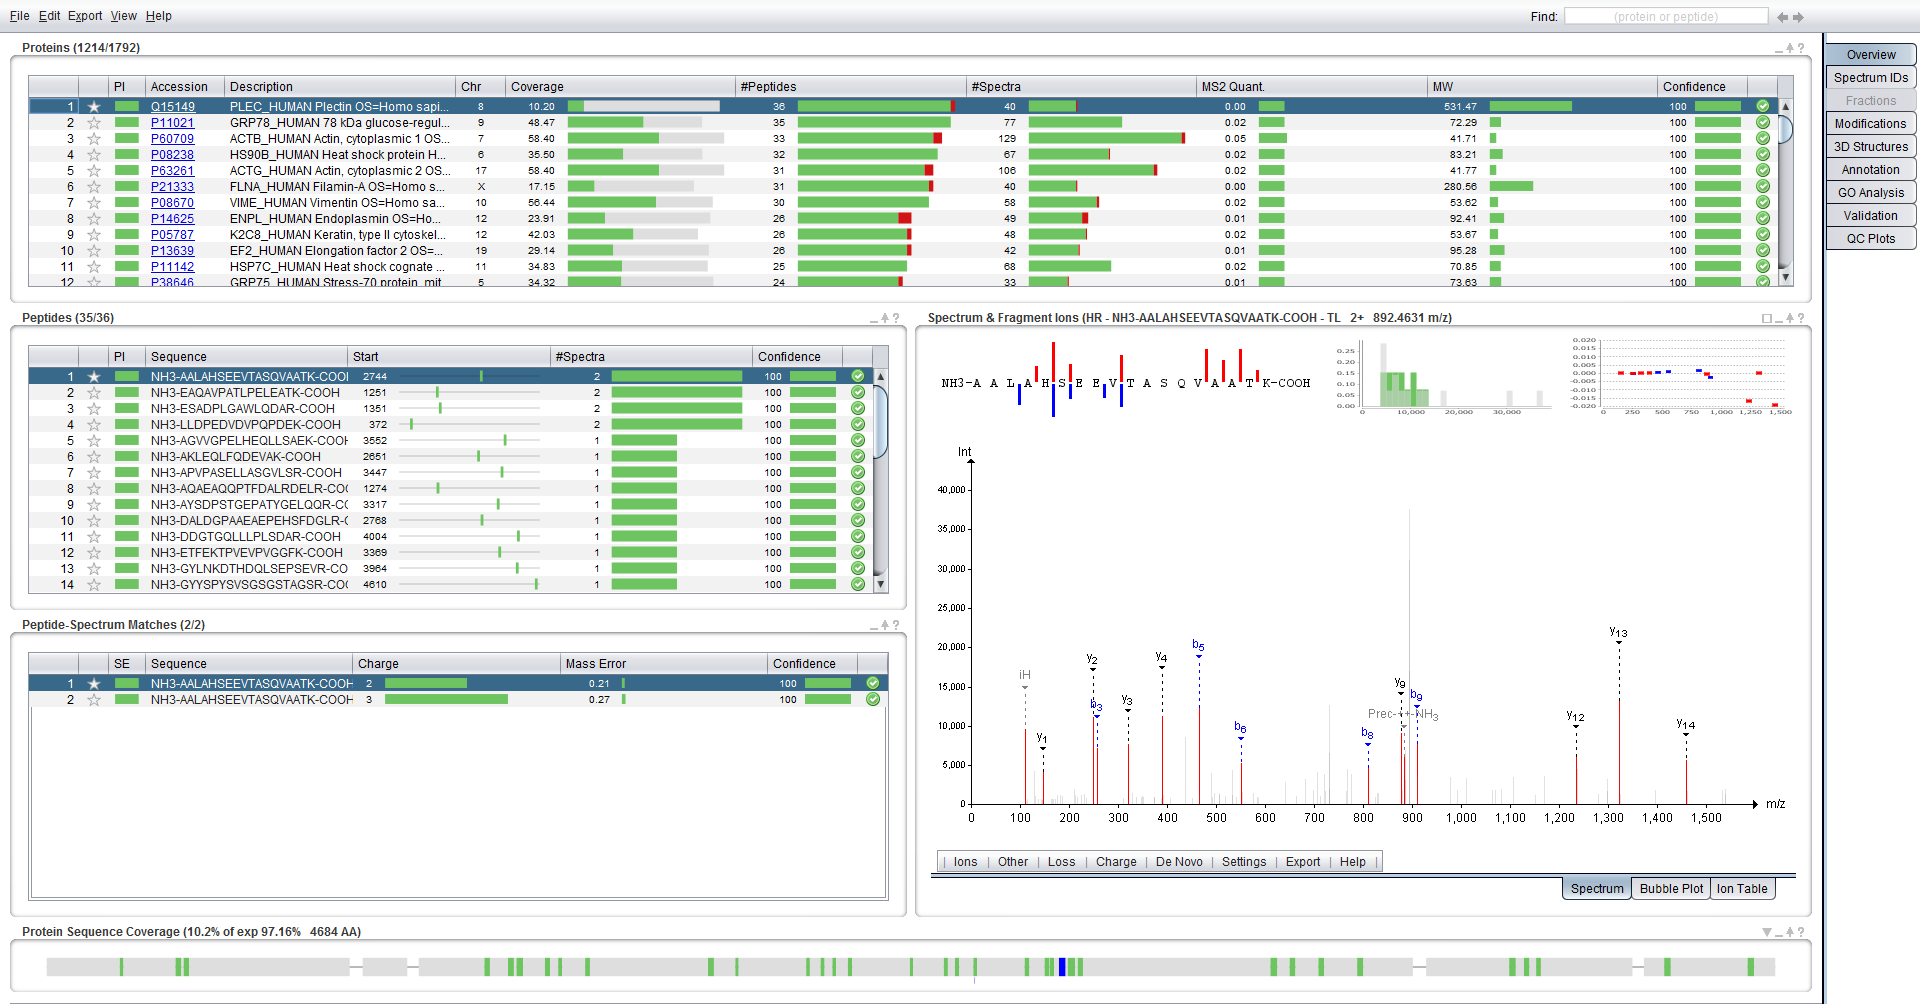 File Edit Export View Help Find: (protein or peptide)
Proteins (1214/1792)
PI Accession Description Chr Coverage #Peptides #Spectra MS2 Quant. MW Confidence
1 Q15149 PLEC_HUMAN Plectin OS=Homo sapi... 8 10.20 36 40 0.00 531.47 100
2 P11021 GRP78_HUMAN 78 kDa glucose-regul... 9 48.47 35 77 0.02 72.29 100
3 P60709 ACTB_HUMAN Actin, cytoplasmic 1 OS... 7 58.40 33 129 0.05 41.71 100
4 P08238 HS90B_HUMAN Heat shock protein H... 6 35.50 32 67 0.02 83.21 100
5 P63261 ACTG_HUMAN Actin, cytoplasmic 2 OS... 17 58.40 31 106 0.02 41.77 100
6 P21333 FLNA_HUMAN Filamin-A OS=Homo s... X 17.15 31 40 0.00 280.56 100
7 P08670 VIME_HUMAN Vimentin OS=Homo sa... 10 56.44 30 58 0.02 53.62 100
8 P14625 ENPL_HUMAN Endoplasmin OS=Ho... 12 23.91 26 49 0.01 92.41 100
9 P05787 K2C8_HUMAN Keratin, type II cytoskel... 12 42.03 26 48 0.02 53.67 100
10 P13639 EF2_HUMAN Elongation factor 2 OS=... 19 29.14 26 42 0.01 95.28 100
11 P11142 HSP7C_HUMAN Heat shock cognate ... 11 34.83 25 68 0.02 70.85 100
12 P38646 GRP75_HUMAN Stress-70 protein, mit... 5 34.32 24 33 0.01 73.63 100
Overview
Spectrum IDs
Fractions
Modifications
3D Structures
Annotation
GO Analysis
Validation
QC Plots
Peptides (35/36)
PI Sequence Start #Spectra Confidence
1 NH3-AALAHSEEVTASQVAATK-COOH 2744 2 100
2 NH3-EAQAVPATLPELEATK-COOH 1251 2 100
3 NH3-ESADPLGAWLQDAR-COOH 1351 2 100
4 NH3-LLDPEDVDVPQPDEK-COOH 372 2 100
5 NH3-AGVVGPELHEQLLSAEK-COOH 3552 1 100
6 NH3-AKLEQLFQDEVAK-COOH 2651 1 100
7 NH3-APVPASELLASGVLSR-COOH 3447 1 100
8 NH3-AQAEAQQPTFDALRDELR-CO 1274 1 100
9 NH3-AYSDPSTGEPATYGELQQR-CO 3317 1 100
10 NH3-DALDGPAAEAEPEHSFDGLR-C 2768 1 100
11 NH3-DDGTGQLLLPLSDAR-COOH 4004 1 100
12 NH3-ETFEKTPVEVPVGGFK-COOH 3369 1 100
13 NH3-GYLNKDTHDQLSEPSEVR-CO 3964 1 100
14 NH3-GYYSPYSVSGSGSTAGSR-CO 4610 1 100
Peptide-Spectrum Matches (2/2)
SE Sequence Charge Mass Error Confidence
1 NH3-AALAHSEEVTASQVAATK-COOH 2 0.21 100
2 NH3-AALAHSEEVTASQVAATK-COOH 3 0.27 100
Spectrum & Fragment Ions (HR - NH3-AALAHSEEVTASQVAATK-COOH - TL 2+ 892.4631 m/z)
NH3-A A L A H S E E V T A S Q V A A T K-COOH
0.25
0.20
0.15
0.10
0.05
0.00
0 10,000 20,000 30,000
0.020
0.015
0.010
0.005
0.000
-0.005
-0.010
-0.015
-0.020
0 250 500 750 1,000 1,250 1,500
Int
40,000
35,000
30,000
25,000
20,000
15,000
10,000
5,000
0
iH y1 y2 b3 y3 y4 b5 b6 b8 y9 b9 Prec-++-NH3 y12 y13 y14
0 100 200 300 400 500 600 700 800 900 1,000 1,100 1,200 1,300 1,400 1,500 m/z
Ions Other Loss Charge De Novo Settings Export Help
Spectrum Bubble Plot Ion Table
Protein Sequence Coverage (10.2% of exp 97.16% 4684 AA)